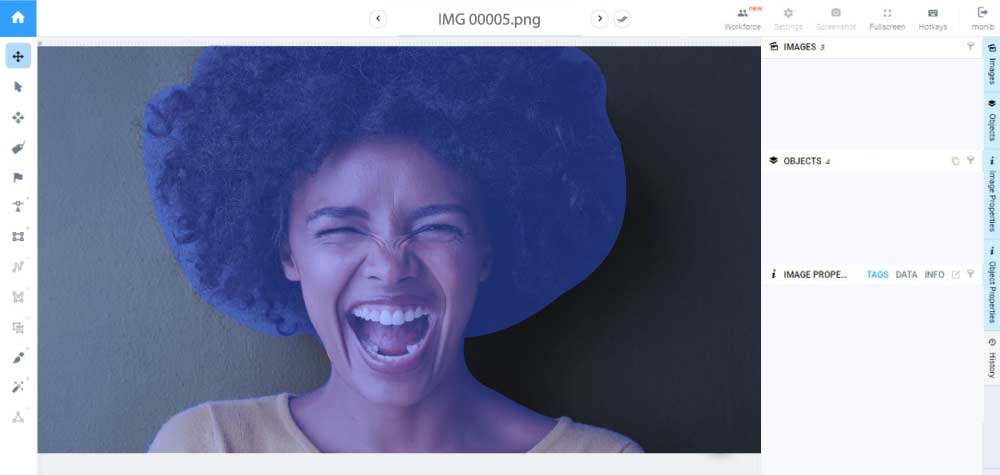 IMG 00005.png
new
Workforce
Settings
Screenshot
Fullscreen
Hotkeys
monib
IMAGES 3
OBJECTS 4
IMAGE PROPE... TAGS DATA INFO
Images
Objects
Image Properties
Object Properties
History